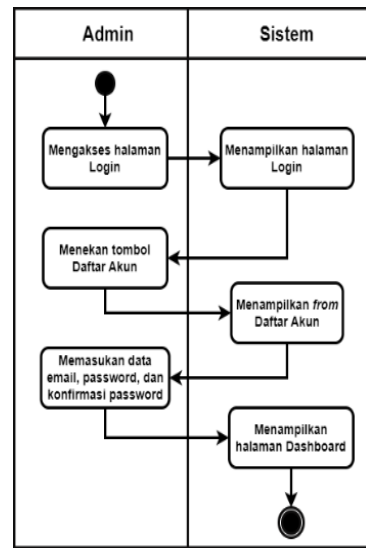 Admin
Sistem
Mengakses halaman
Login
Menampilkan halaman
Login
Menekan tombol
Daftar Akun
Menampilkan from
Daftar Akun
Memasukan data
email, password, dan
konfirmasi password
Menampilkan
halaman Dashboard